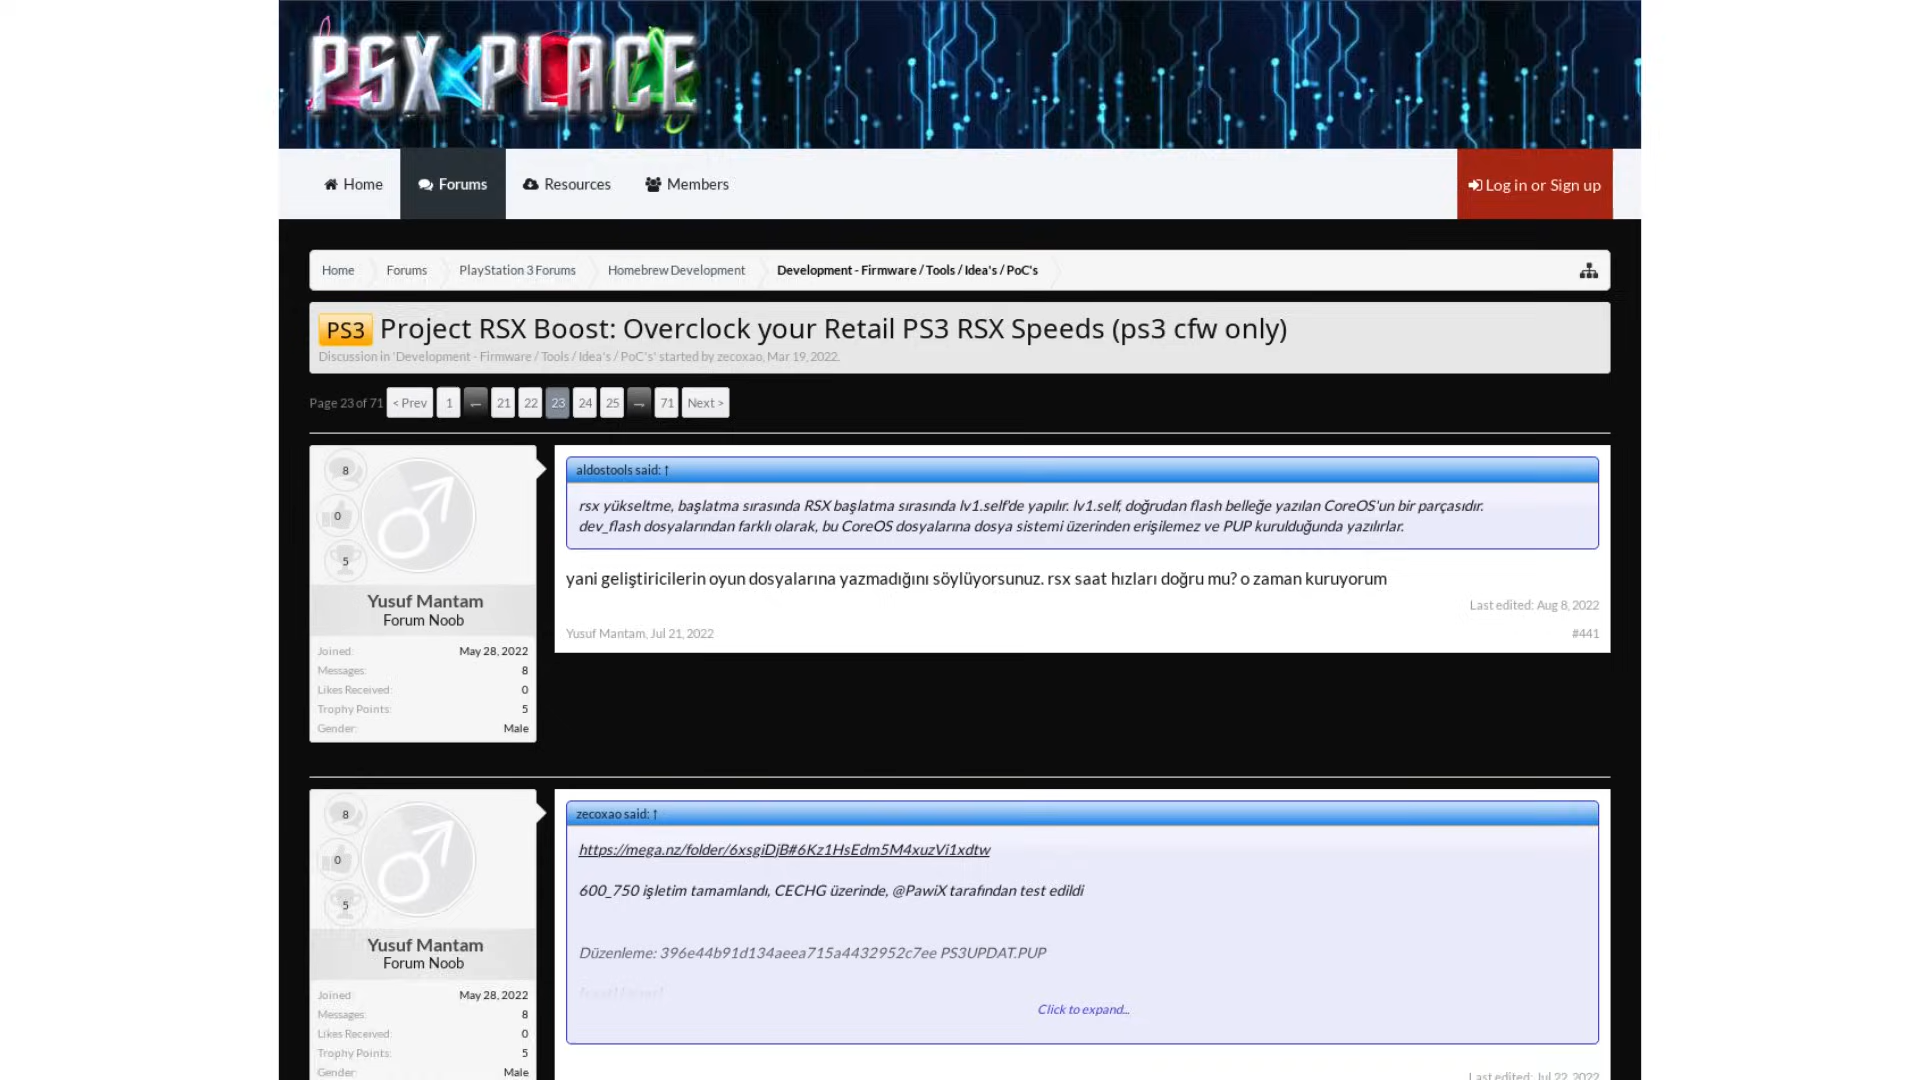 PSX PLACE
Home
Forums
Resources
Members
Log in or Sign up
Home
Forums
PlayStation 3 Forums
Homebrew Development
Development - Firmware / Tools / Idea's / PoC's
PS3 Project RSX Boost: Overclock your Retail PS3 RSX Speeds (ps3 cfw only)
Discussion in 'Development - Firmware / Tools / Idea's / PoC's' started by zecoxao, Mar 19, 2022.
Page 23 of 71 < Prev 1 ← 21 22 23 24 25 → 71 Next >
8
0
5
Yusuf Mantam
Forum Noob
Joined: May 28, 2022
Messages: 8
Likes Received: 0
Trophy Points: 5
Gender: Male
aldostools said: ↑
rsx yükseltme, başlatma sırasında RSX başlatma sırasında lv1.self'de yapılır. lv1.self, doğrudan flash belleğe yazılan CoreOS'un bir parçasıdır.
dev_flash dosyalarından farklı olarak, bu CoreOS dosyalarına dosya sistemi üzerinden erişilemez ve PUP kurulduğunda yazılırlar.
yani geliştiricilerin oyun dosyalarına yazmadığını söylüyorsunuz. rsx saat hızları doğru mu? o zaman kuruyorum
Last edited: Aug 8, 2022
Yusuf Mantam, Jul 21, 2022
#441
8
0
5
Yusuf Mantam
Forum Noob
Joined: May 28, 2022
Messages: 8
Likes Received: 0
Trophy Points: 5
Gender: Male
zecoxao said: ↑
https://mega.nz/folder/6xsgiDjB#6Kz1HsEdm5M4xuzVi1xdtw
600_750 işletim tamamlandı, CECHG üzerinde, @PawiX tarafından test edildi
Düzenleme: 396e44b91d134aeea715a4432952c7ee PS3UPDAT.PUP
Click to expand...
Last edited: Jul 22, 2022